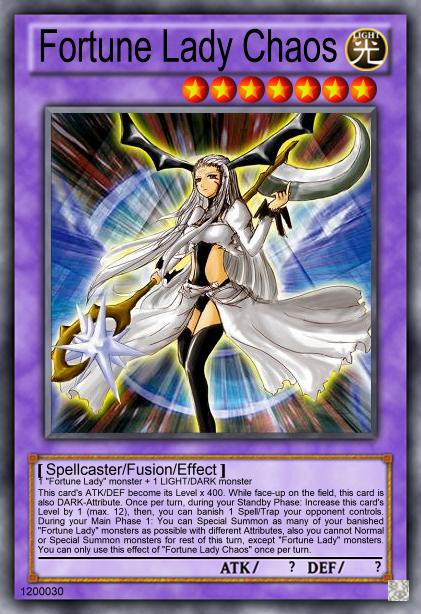 Fortune Lady Chaos
LIGHT
光
[ Spellcaster/Fusion/Effect ]
1 "Fortune Lady" monster + 1 LIGHT/DARK monster
This card's ATK/DEF become its Level x 400. While face-up on the field, this card is
also DARK-Attribute. Once per turn, during your Standby Phase: Increase this card's
Level by 1 (max. 12), then, you can banish 1 Spell/Trap your opponent controls.
During your Main Phase 1: You can Special Summon as many of your banished
"Fortune Lady" monsters as possible with different Attributes, also you cannot Normal
or Special Summon monsters for rest of this turn, except "Fortune Lady" monsters.
You can only use this effect of "Fortune Lady Chaos" once per turn.
ATK/ ? DEF/ ?
1200030